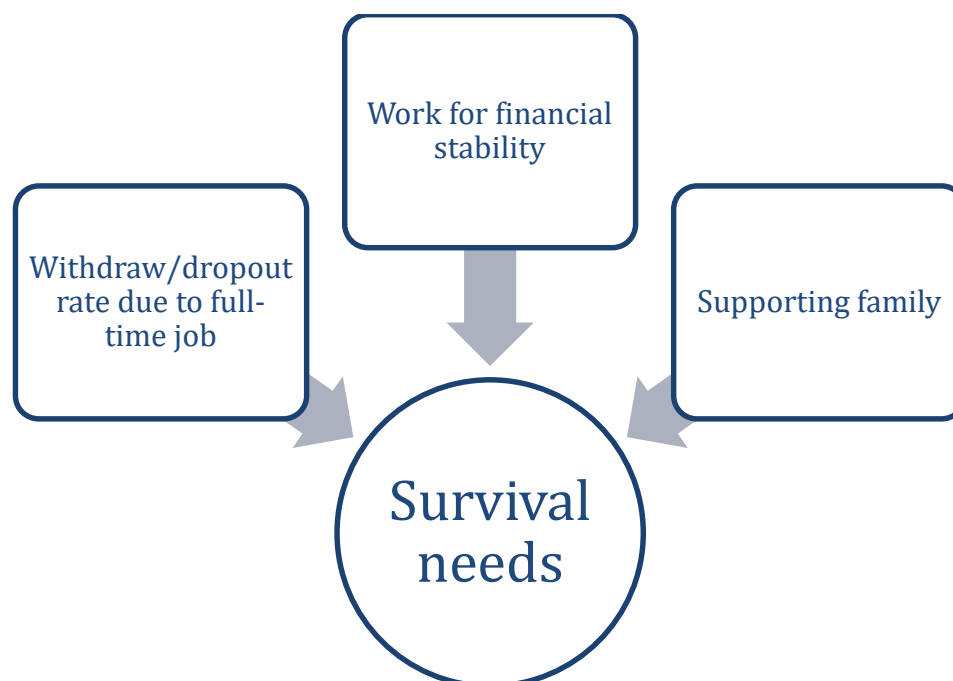 Work for financial
stability
Withdraw/dropout
rate due to full-
time job
Supporting family
Survival
needs